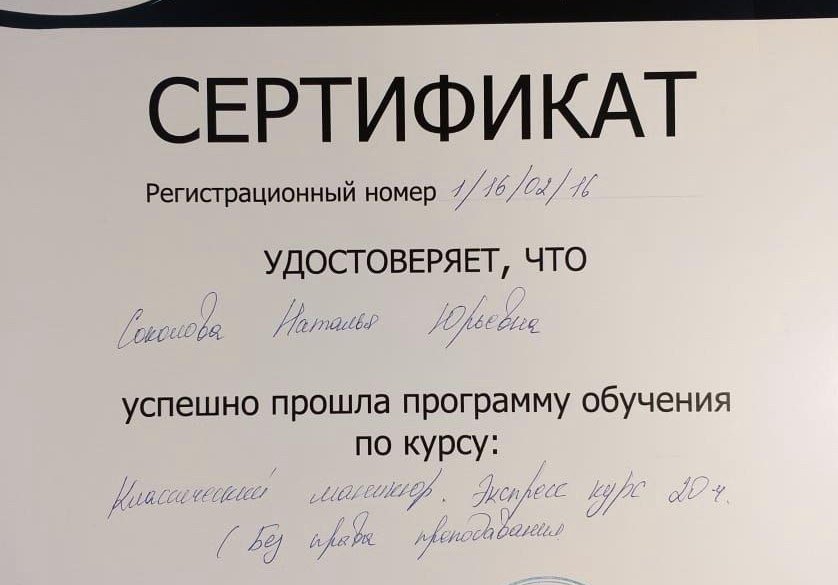 СЕРТИФИКАТ
Регистрационный номер 1/16/02/16
УДОСТОВЕРЯЕТ, ЧТО
Соколова Наталья Юрьевна
успешно прошла программу обучения
по курсу:
Классический маникюр. Экспресс курс 20ч.
( Без права преподавания